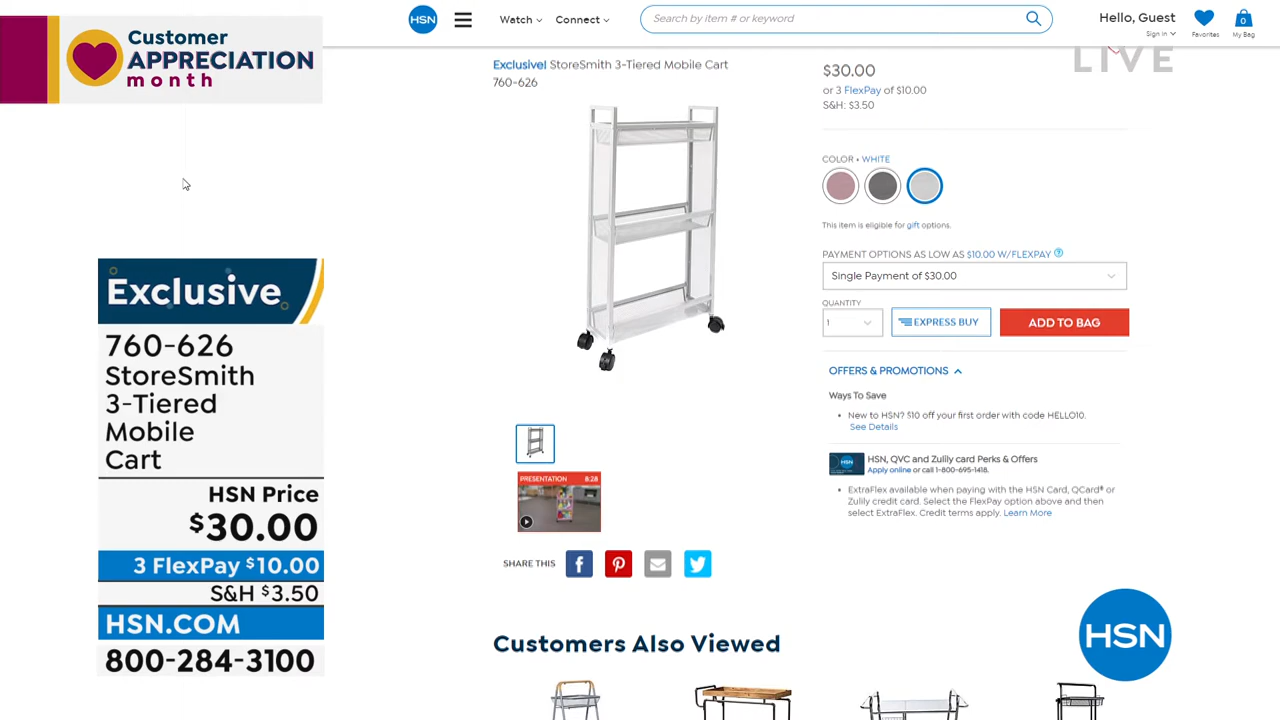 Customer
APPRECIATION
month
HSN
Watch
Connect
Search by item # or keyword
Hello, Guest
Sign in
Favorites
0
My Bag
LIVE
Exclusive! StoreSmith 3-Tiered Mobile Cart
760-626
$30.00
or 3 FlexPay of $10.00
S&H: $3.50
COLOR • WHITE
This item is eligible for gift options.
PAYMENT OPTIONS AS LOW AS $10.00 W/FLEXPAY ?
Single Payment of $30.00
QUANTITY
1
EXPRESS BUY
ADD TO BAG
OFFERS & PROMOTIONS
Ways To Save
• New to HSN? $10 off your first order with code HELLO10.
See Details
HSN
HSN, QVC and Zulily card Perks & Offers
Apply online or call 1-800-695-1418.
• ExtraFlex available when paying with the HSN Card, QCard® or
Zulily credit card. Select the FlexPay option above and then
select ExtraFlex. Credit terms apply. Learn More
PRESENTATION 8:28
SHARE THIS
Customers Also Viewed
Exclusive
760-626
StoreSmith
3-Tiered
Mobile
Cart
HSN Price
$30.00
3 FlexPay $10.00
S&H $3.50
HSN.COM
800-284-3100
HSN